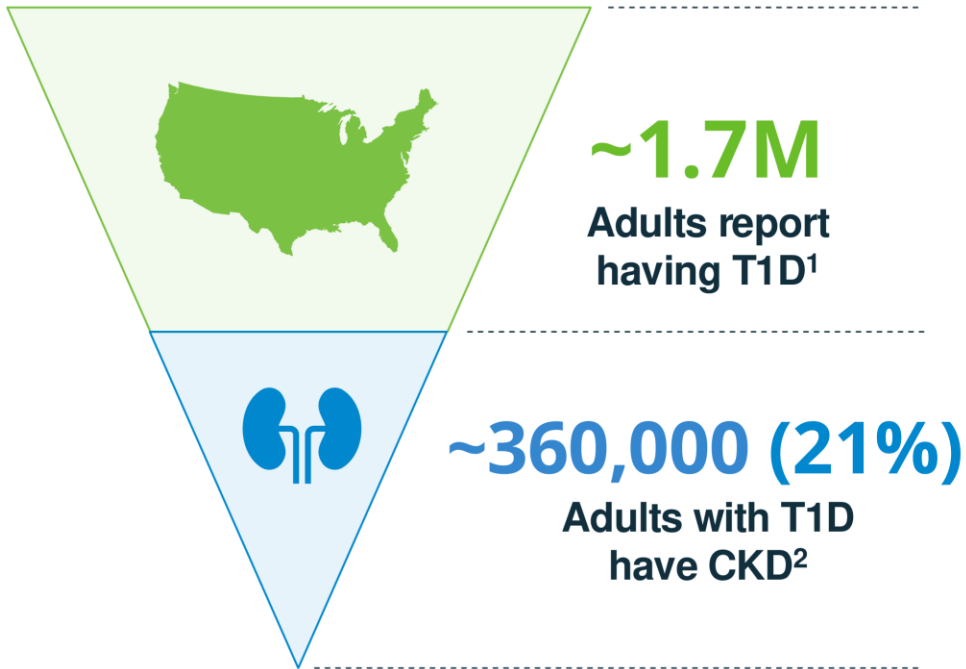 ~1.7M
Adults report
having T1D¹
~360,000 (21%)
Adults with T1D
have CKD²